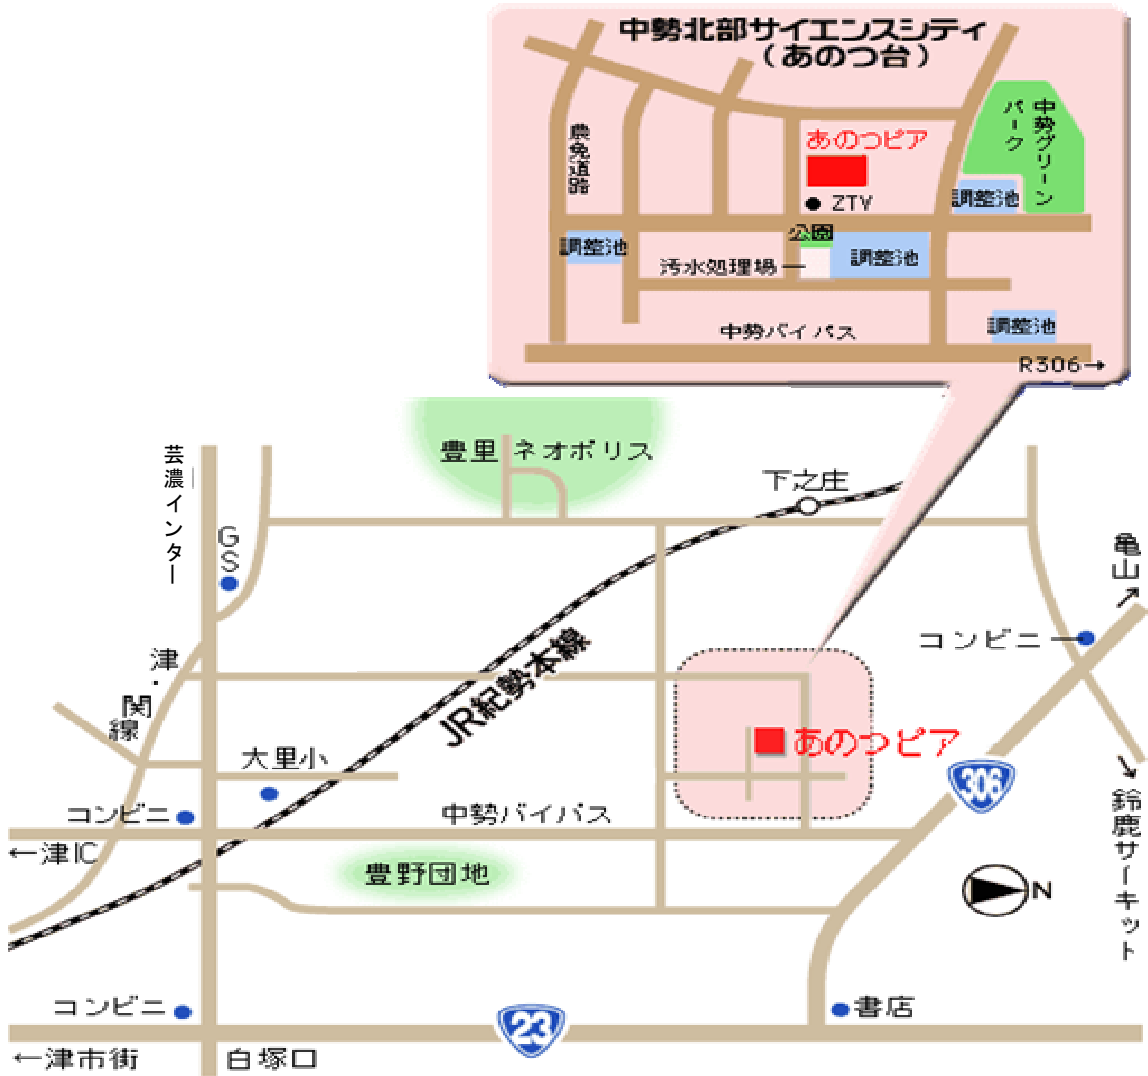 中勢北部サイエンスシティ
（あのつ台）
農免道路
あのつピア
ZTV
中勢グリーン
パーク
調整池
調整池
公園
調整池
汚水処理場
調整池
中勢バイパス
R306→
芸濃インター
豊里ネオポリス
下之庄
GS
亀山
コンビニ
津・関線
JR紀勢本線
あのつピア
306
大里小
コンビニ
中勢バイパス
←津IC
豊野団地
鈴鹿サーキット
N
コンビニ
23
書店
←津市街
白塚口